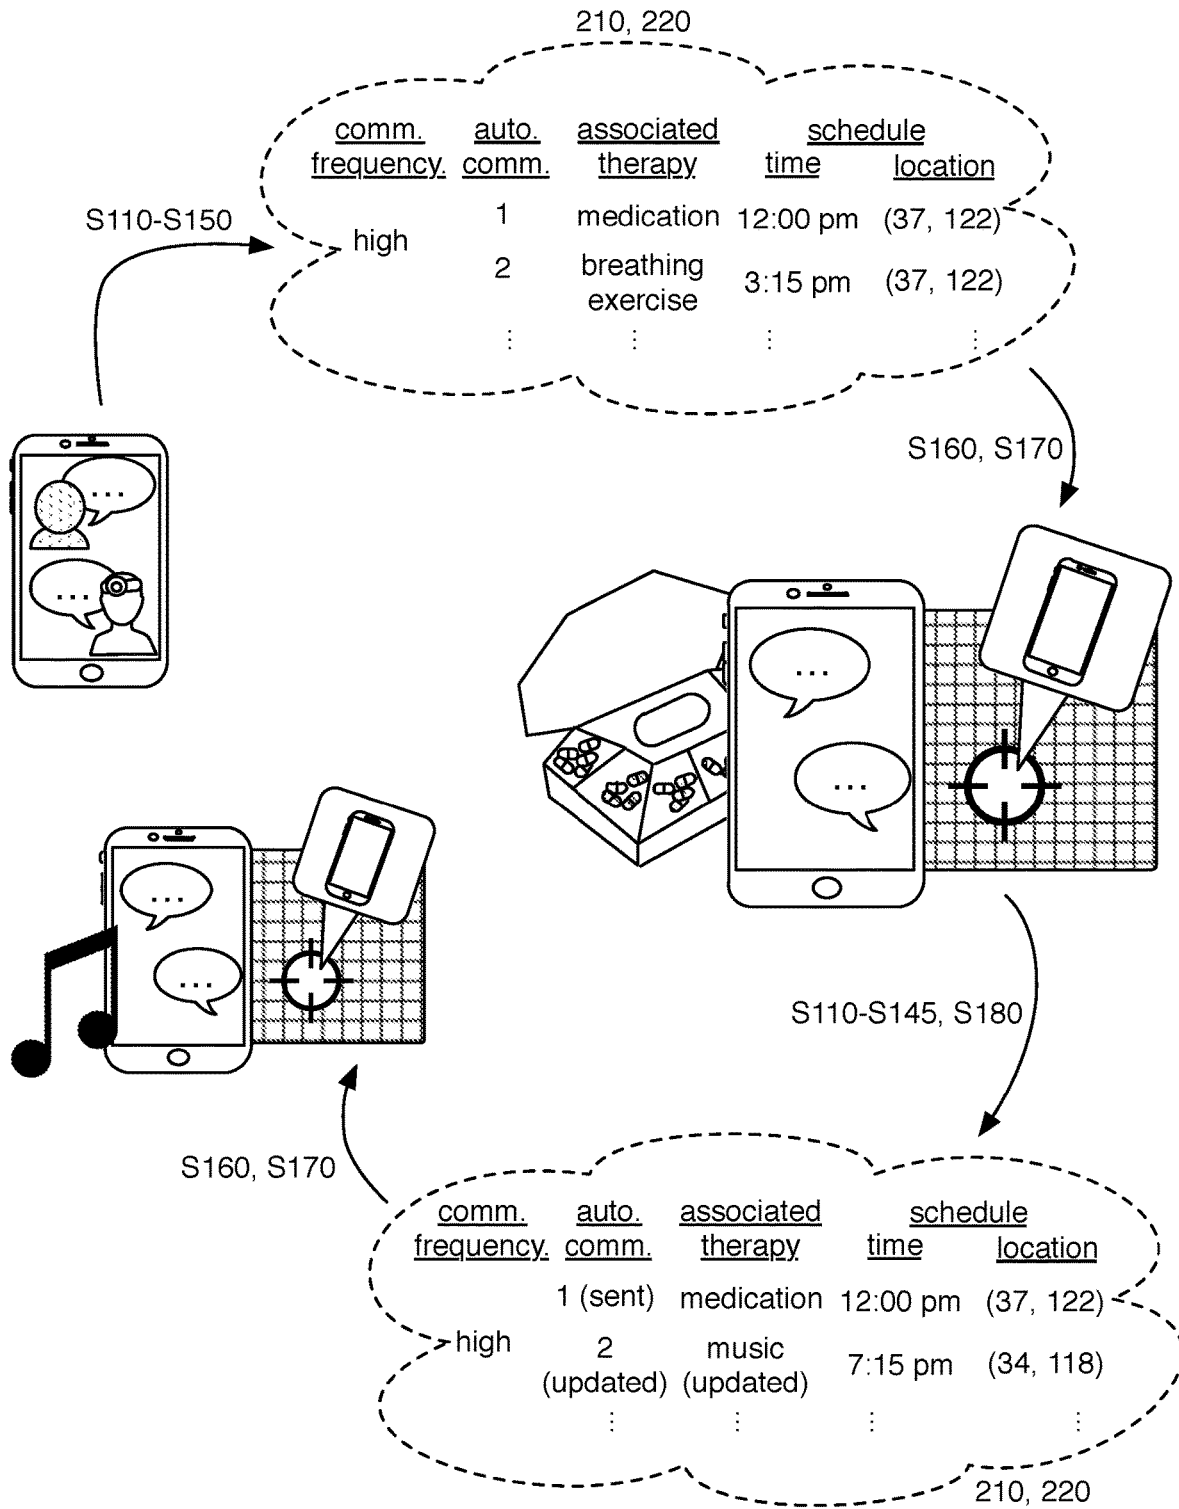 210, 220
comm. auto. associated schedule
frequency. comm. therapy time location
1 medication 12:00 pm (37, 122)
high
2 breathing exercise 3:15 pm (37, 122)
⋮ ⋮ ⋮ ⋮
S110-S150
S160, S170
... 
...
...
...
...
...
S110-S145, S180
S160, S170
comm. auto. associated schedule
frequency. comm. therapy time location
1 (sent) medication 12:00 pm (37, 122)
high
2 music 7:15 pm (34, 118)
(updated) (updated)
⋮ ⋮ ⋮ ⋮
210, 220